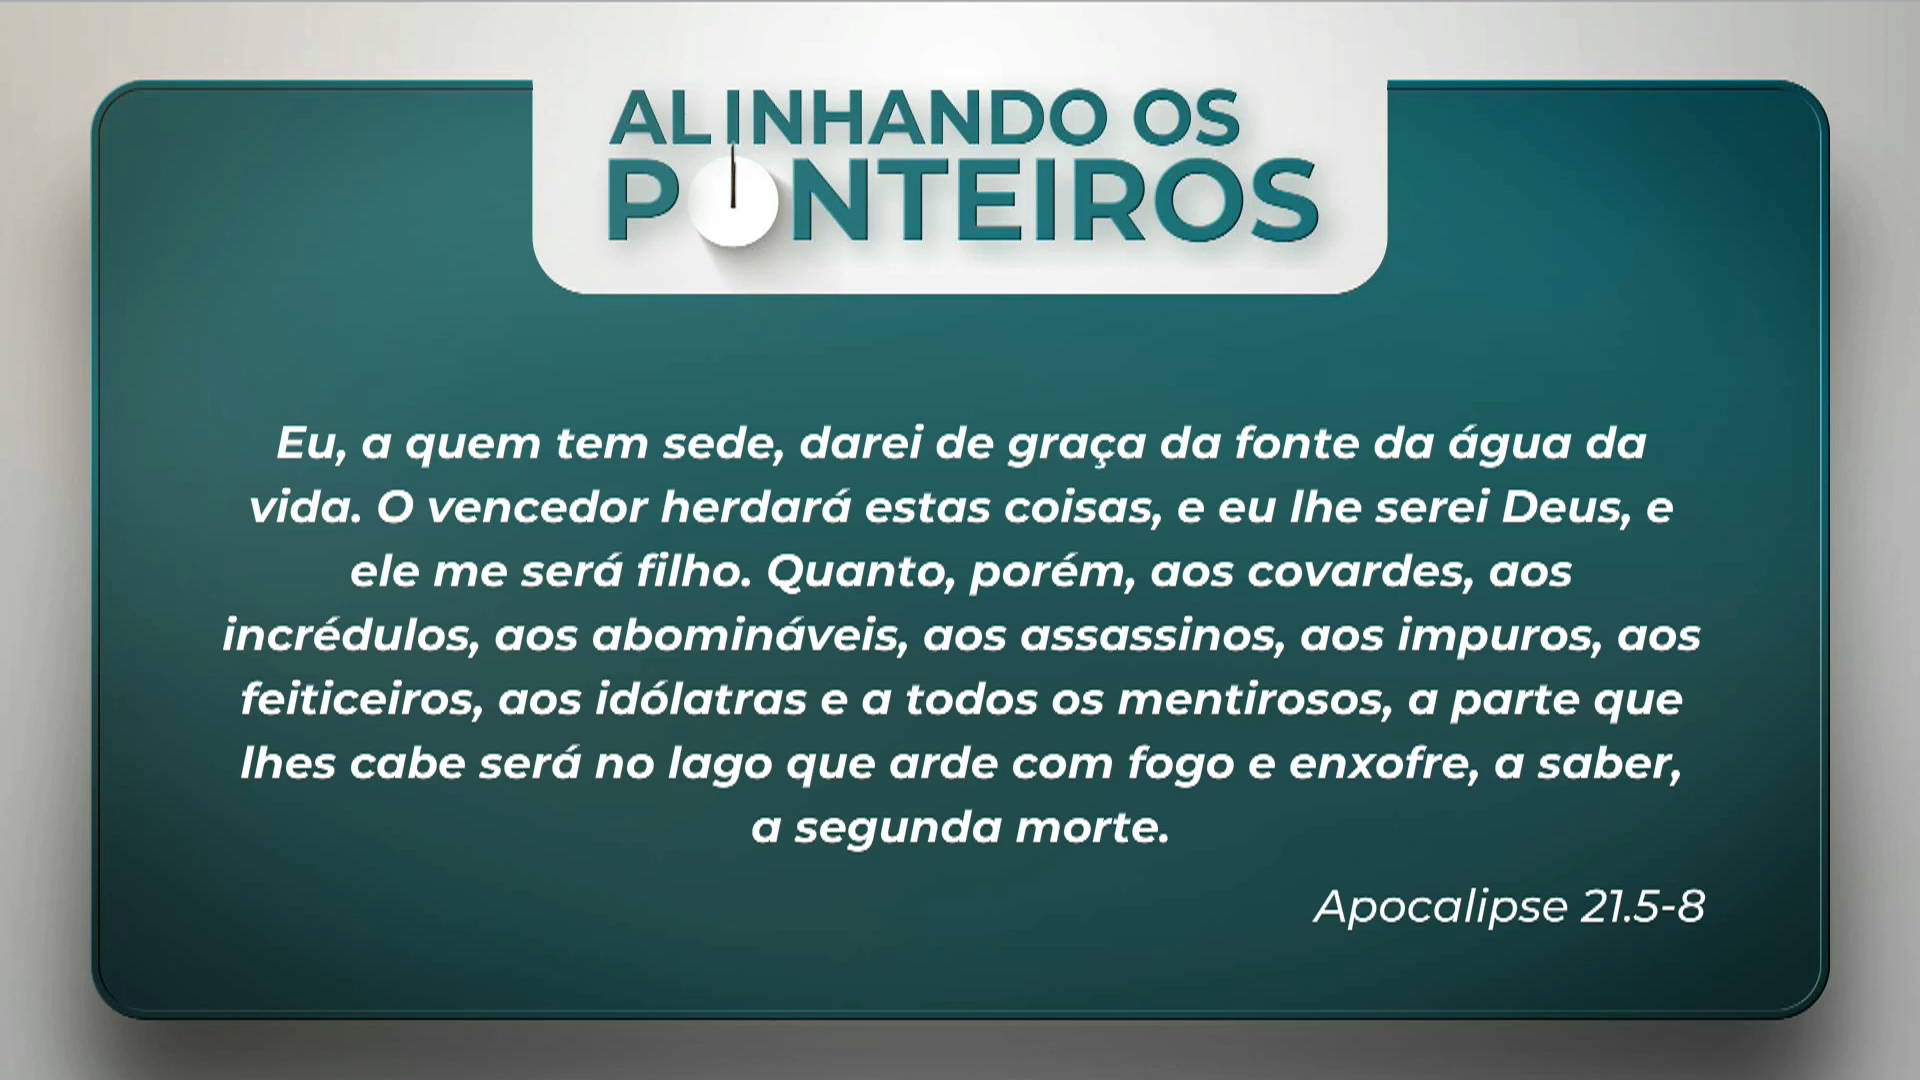 ALINHANDO OS
PONTEIROS
Eu, a quem tem sede, darei de graça da fonte da água da
vida. O vencedor herdará estas coisas, e eu lhe serei Deus, e
ele me será filho. Quanto, porém, aos covardes, aos
incrédulos, aos abomináveis, aos assassinos, aos impuros, aos
feiticeiros, aos idólatras e a todos os mentirosos, a parte que
lhes cabe será no lago que arde com fogo e enxofre, a saber,
a segunda morte.
Apocalipse 21.5-8